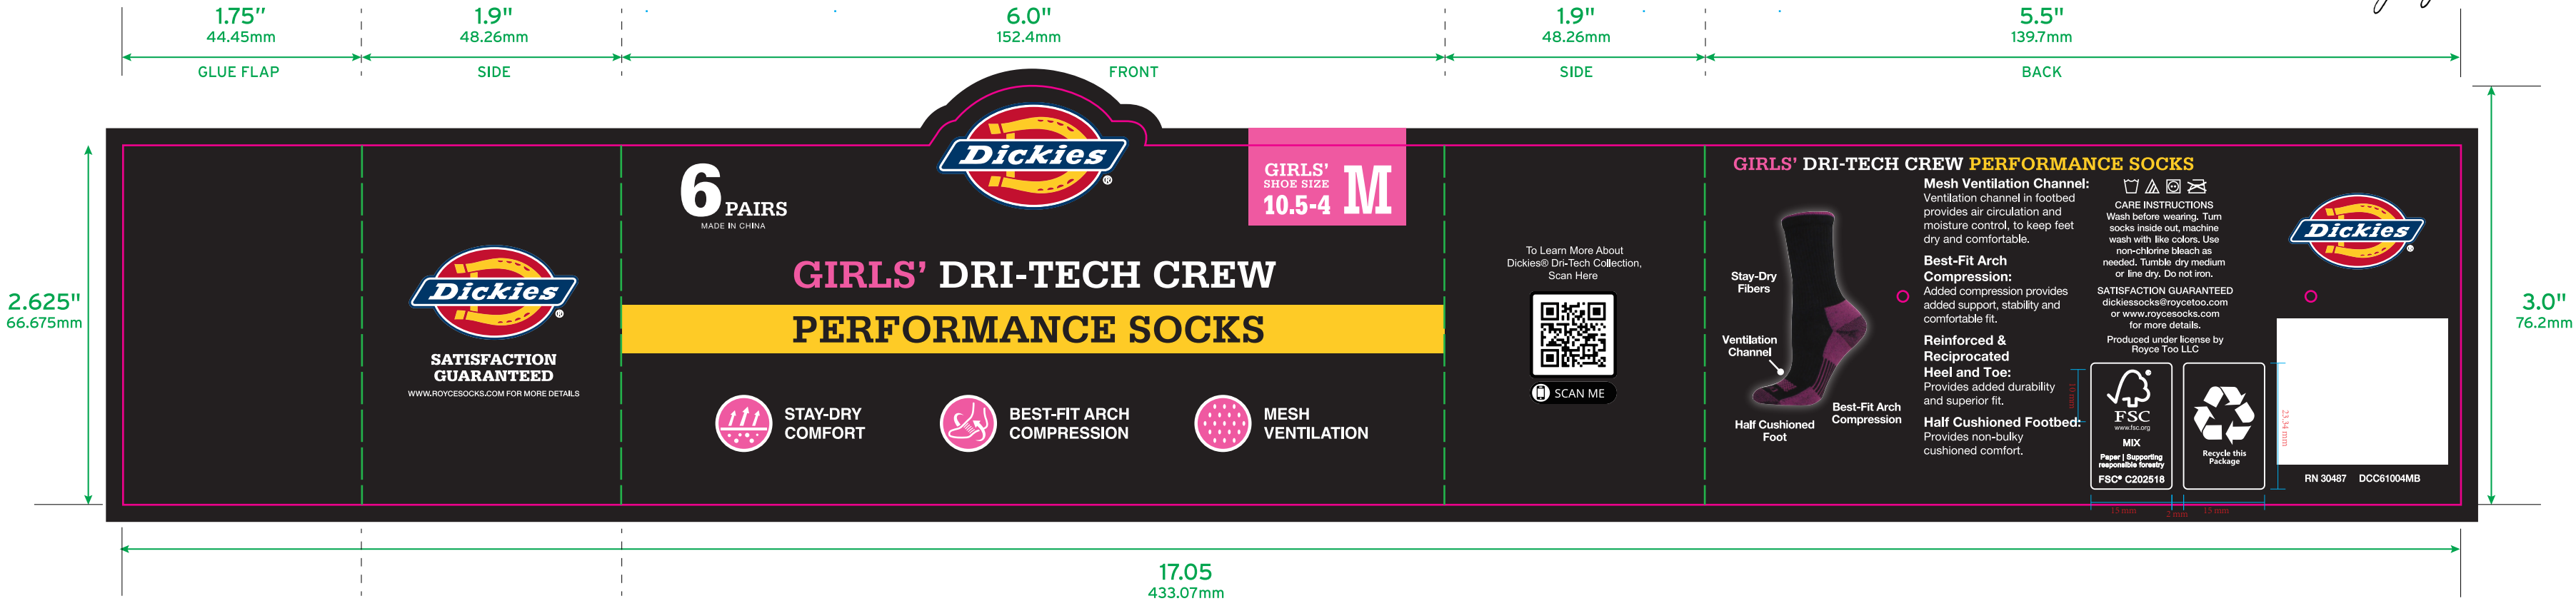 1.75"
44.45mm
GLUE FLAP
1.9"
48.26mm
SIDE
6.0"
152.4mm
FRONT
1.9"
48.26mm
SIDE
5.5"
139.7mm
BACK
2.625"
66.675mm
3.0"
76.2mm
17.05
433.07mm
Dickies
®
SATISFACTION
GUARANTEED
WWW.ROYCESOCKS.COM FOR MORE DETAILS
6 PAIRS
MADE IN CHINA
Dickies
®
GIRLS'
SHOE SIZE
10.5-4
M
GIRLS' DRI-TECH CREW
PERFORMANCE SOCKS
STAY-DRY
COMFORT
BEST-FIT ARCH
COMPRESSION
MESH
VENTILATION
To Learn More About
Dickies® Dri-Tech Collection,
Scan Here
SCAN ME
GIRLS' DRI-TECH CREW PERFORMANCE SOCKS
Stay-Dry
Fibers
Ventilation
Channel
Half Cushioned
Foot
Best-Fit Arch
Compression
Mesh Ventilation Channel:
Ventilation channel in footbed
provides air circulation and
moisture control, to keep feet
dry and comfortable.
Best-Fit Arch
Compression:
Added compression provides
added support, stability and
comfortable fit.
Reinforced &
Reciprocated
Heel and Toe:
Provides added durability
and superior fit.
Half Cushioned Footbed:
Provides non-bulky
cushioned comfort.
CARE INSTRUCTIONS
Wash before wearing. Turn
socks inside out, machine
wash with like colors. Use
non-chlorine bleach as
needed. Tumble dry medium
or line dry. Do not iron.
SATISFACTION GUARANTEED
dickiessocks@roycetoo.com
or www.roycesocks.com
for more details.
Produced under license by
Royce Too LLC
FSC
www.fsc.org
MIX
Paper | Supporting
responsible forestry
FSC® C202518
Recycle this
Package
10 mm
23.34 mm
15 mm
2 mm
15 mm
Dickies
®
RN 30487 DCC61004MB